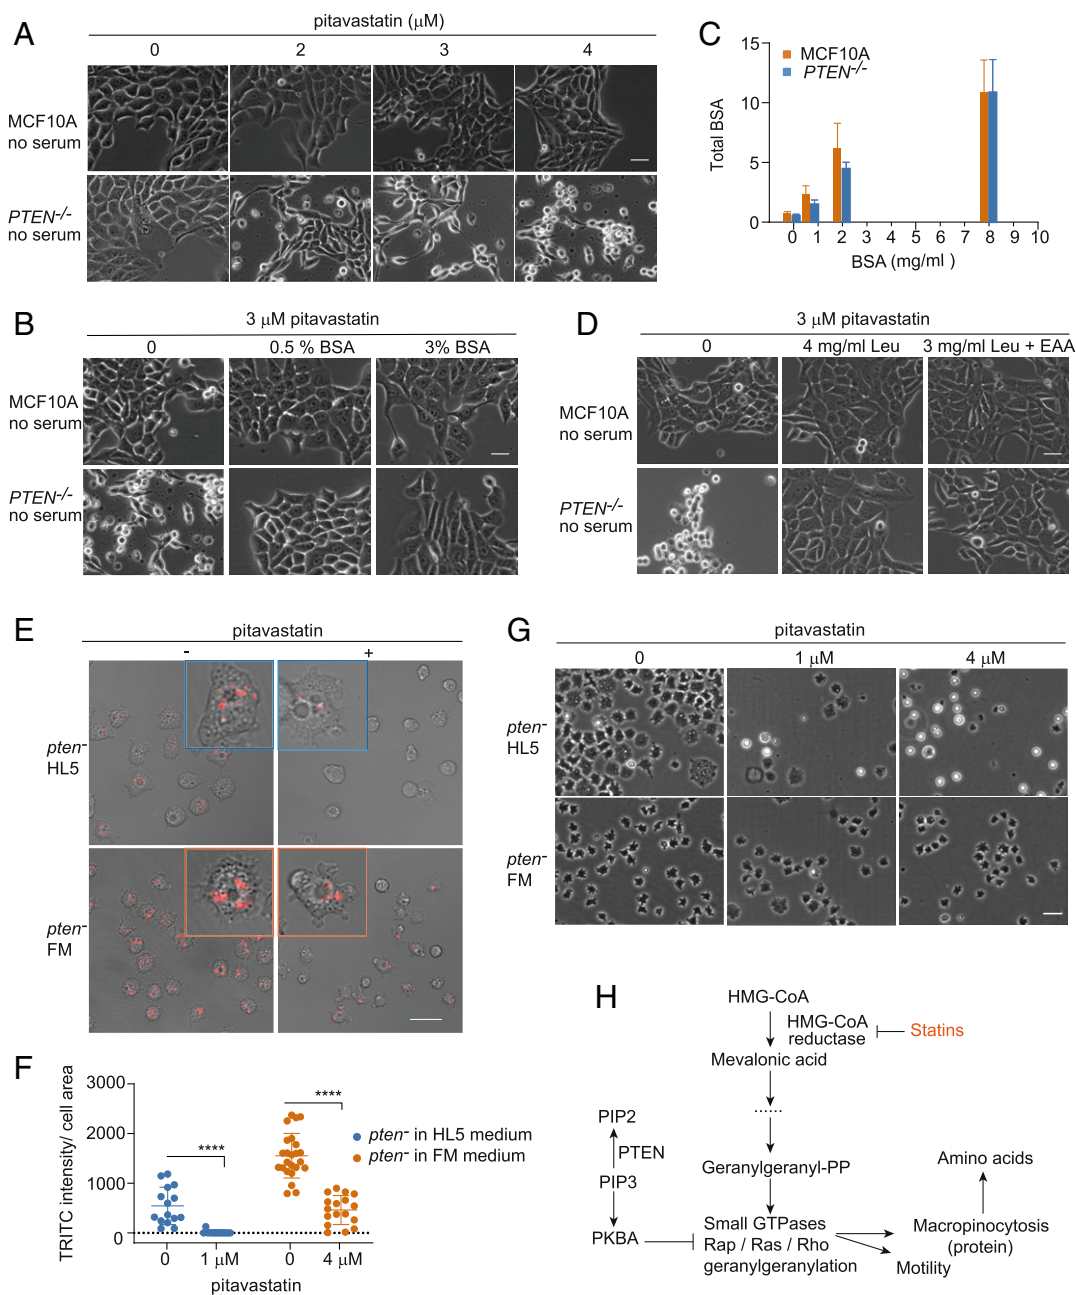 A
pitavastatin (μM)
0 2 3 4
MCF10A
no serum
PTEN-/-
no serum
C
15
10
5
0
Total BSA
MCF10A
PTEN-/-
0 1 2 3 4 5 6 7 8 9 10
BSA (mg/ml )
B
3 μM pitavastatin
0 0.5 % BSA 3% BSA
MCF10A
no serum
PTEN-/-
no serum
D
3 μM pitavastatin
0 4 mg/ml Leu 3 mg/ml Leu + EAA
MCF10A
no serum
PTEN-/-
no serum
E
pitavastatin
- +
pten-
HL5
pten-
FM
G
pitavastatin
0 1 μM 4 μM
pten-
HL5
pten-
FM
F
TRITC intensity/ cell area
3000
2000
1000
0
****
****
pten- in HL5 medium
pten- in FM medium
0 1 μM 0 4 μM
pitavastatin
H
HMG-CoA
HMG-CoA
reductase
Statins
Mevalonic acid
PIP2
PTEN
PIP3
PKBA
Geranylgeranyl-PP
Small GTPases
Rap / Ras / Rho
geranylgeranylation
Amino acids
Macropinocytosis
(protein)
Motility